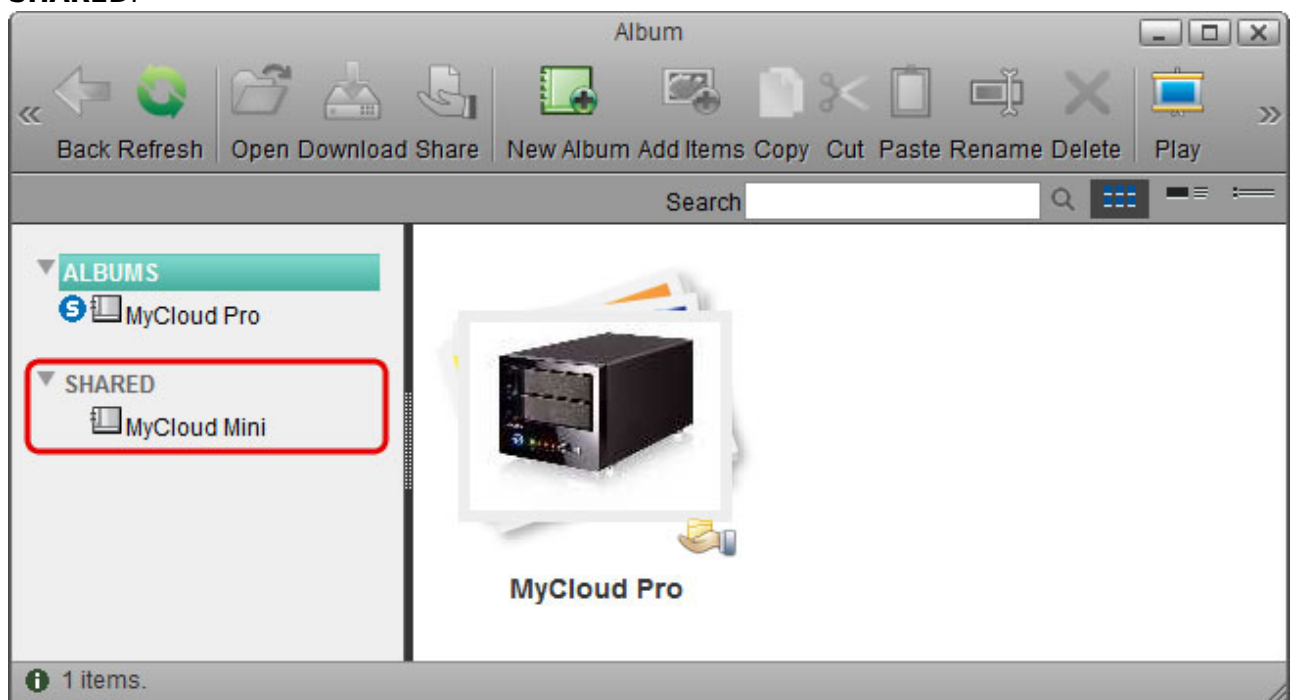 SHARED.
Album
Back Refresh Open Download Share New Album Add Items Copy Cut Paste Rename Delete Play
Search
ALBUMS
S MyCloud Pro
SHARED
MyCloud Mini
MyCloud Pro
1 items.